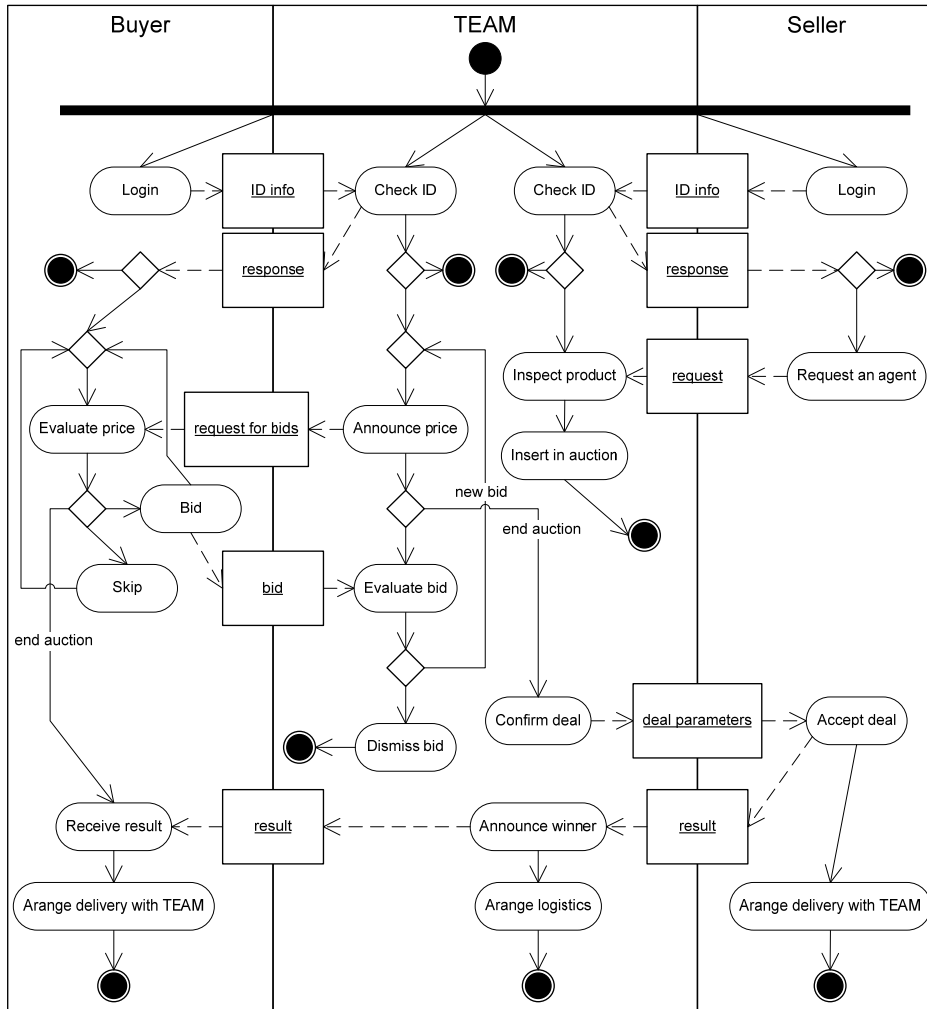 Buyer
TEAM
Seller
Login
ID info
Check ID
Check ID
ID info
Login
response
response
Inspect product
request
Request an agent
Evaluate price
request for bids
Announce price
Insert in auction
new bid
Bid
end auction
Skip
bid
Evaluate bid
end auction
Confirm deal
deal parameters
Accept deal
Dismiss bid
Receive result
result
Announce winner
result
Arange delivery with TEAM
Arange logistics
Arange delivery with TEAM